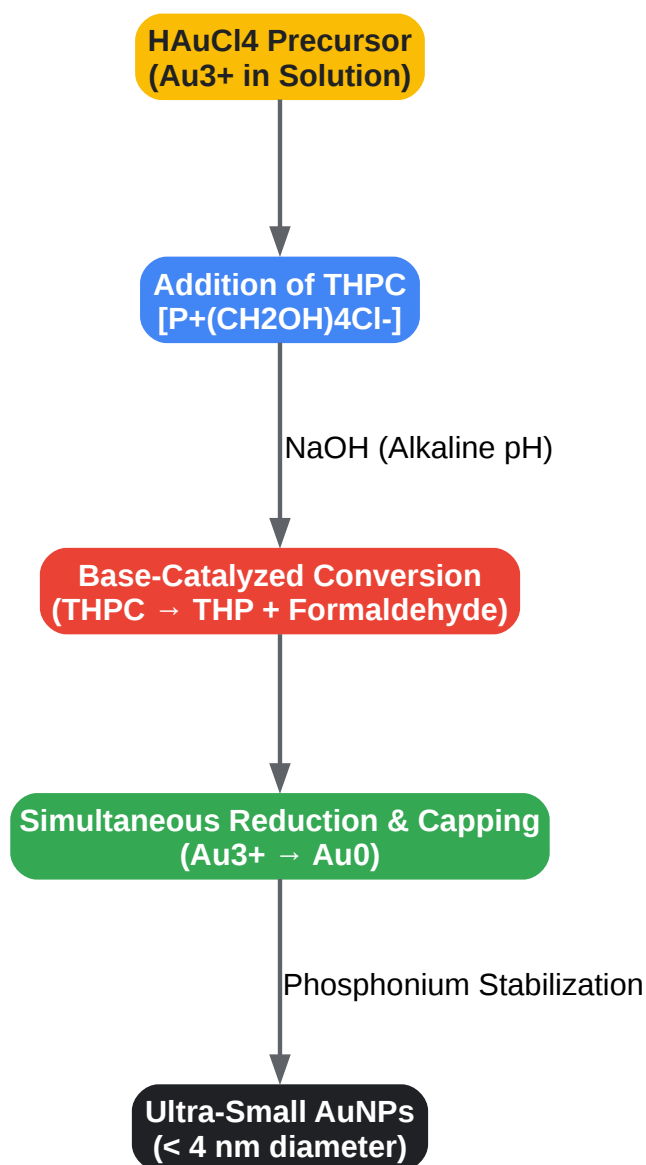 HAuCl4 Precursor
(Au3+ in Solution)
Addition of THPC
[P+(CH2OH)4Cl-]
NaOH (Alkaline pH)
Base-Catalyzed Conversion
(THPC → THP + Formaldehyde)
Simultaneous Reduction & Capping
(Au3+ → Au0)
Phosphonium Stabilization
Ultra-Small AuNPs
(< 4 nm diameter)